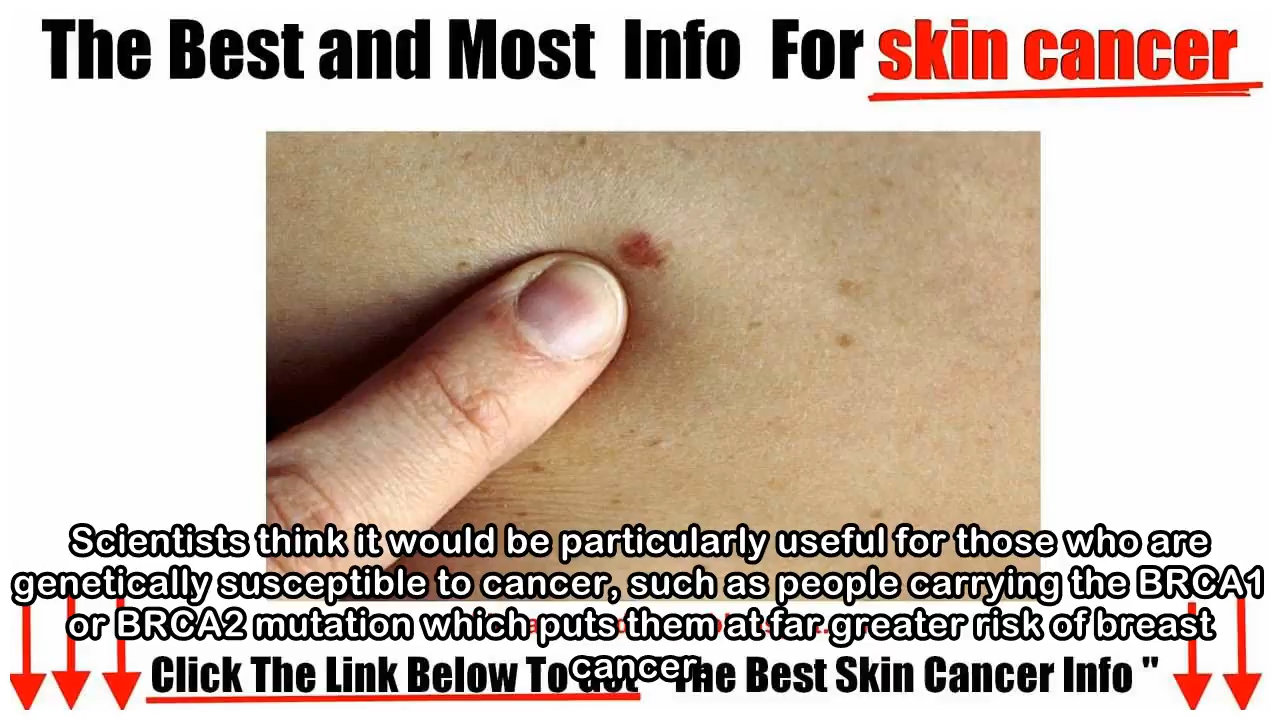 The Best and Most Info For skin cancer
Scientists think it would be particularly useful for those who are
genetically susceptible to cancer, such as people carrying the BRCA1
or BRCA2 mutation which puts them at far greater risk of breast
cancer.
Click The Link Below To Get "The Best Skin Cancer Info "